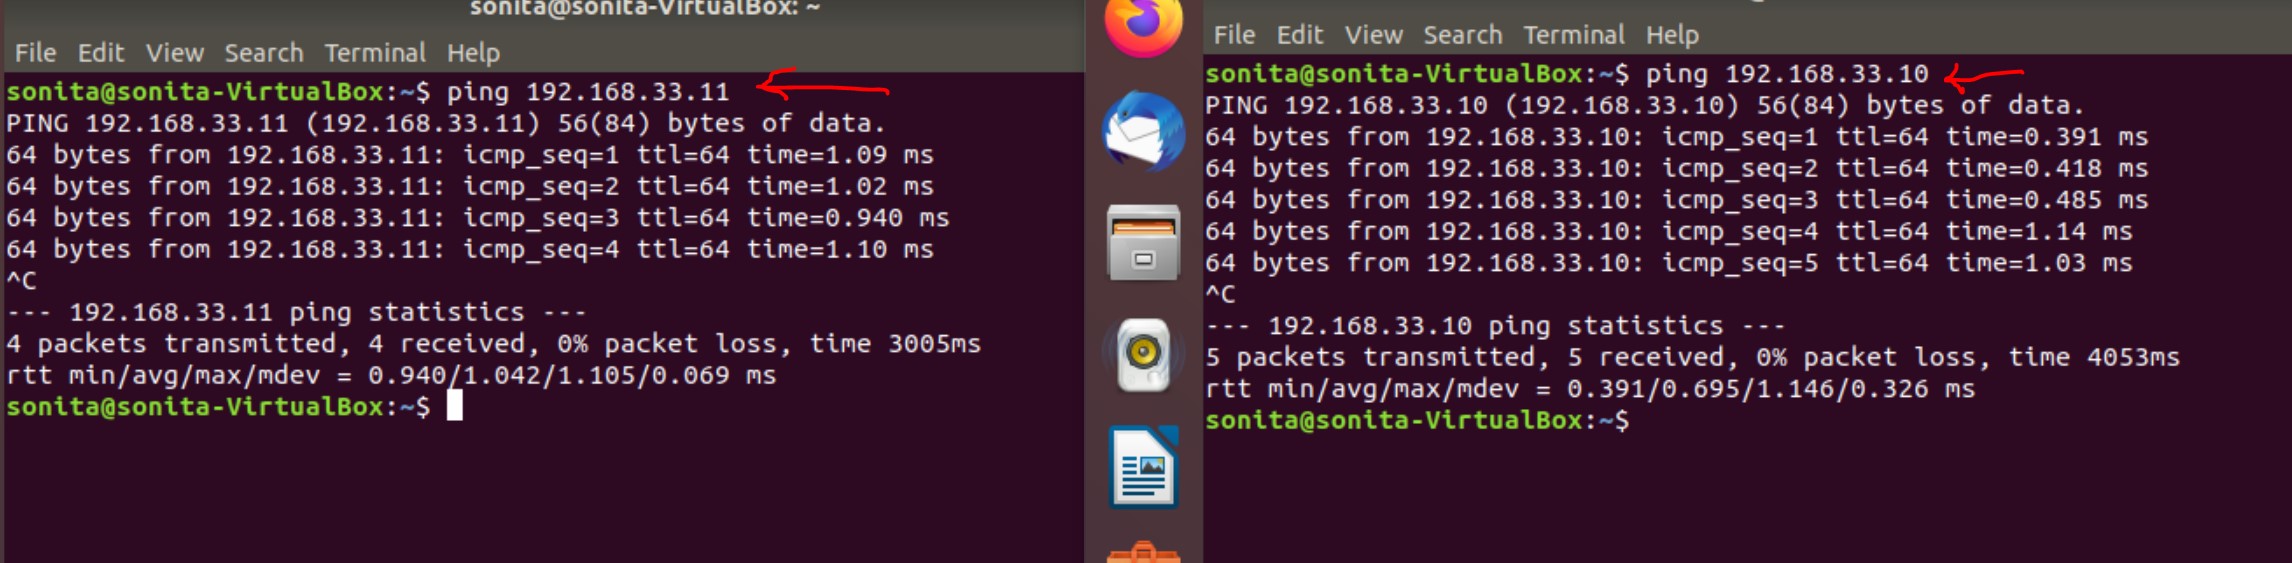 sonita@sonita-VirtualBox: ~
File Edit View Search Terminal Help
sonita@sonita-VirtualBox:~$ ping 192.168.33.11
PING 192.168.33.11 (192.168.33.11) 56(84) bytes of data.
64 bytes from 192.168.33.11: icmp_seq=1 ttl=64 time=1.09 ms
64 bytes from 192.168.33.11: icmp_seq=2 ttl=64 time=1.02 ms
64 bytes from 192.168.33.11: icmp_seq=3 ttl=64 time=0.940 ms
64 bytes from 192.168.33.11: icmp_seq=4 ttl=64 time=1.10 ms
^C
--- 192.168.33.11 ping statistics ---
4 packets transmitted, 4 received, 0% packet loss, time 3005ms
rtt min/avg/max/mdev = 0.940/1.042/1.105/0.069 ms
sonita@sonita-VirtualBox:~$
File Edit View Search Terminal Help
sonita@sonita-VirtualBox:~$ ping 192.168.33.10
PING 192.168.33.10 (192.168.33.10) 56(84) bytes of data.
64 bytes from 192.168.33.10: icmp_seq=1 ttl=64 time=0.391 ms
64 bytes from 192.168.33.10: icmp_seq=2 ttl=64 time=0.418 ms
64 bytes from 192.168.33.10: icmp_seq=3 ttl=64 time=0.485 ms
64 bytes from 192.168.33.10: icmp_seq=4 ttl=64 time=1.14 ms
64 bytes from 192.168.33.10: icmp_seq=5 ttl=64 time=1.03 ms
^C
--- 192.168.33.10 ping statistics ---
5 packets transmitted, 5 received, 0% packet loss, time 4053ms
rtt min/avg/max/mdev = 0.391/0.695/1.146/0.326 ms
sonita@sonita-VirtualBox:~$